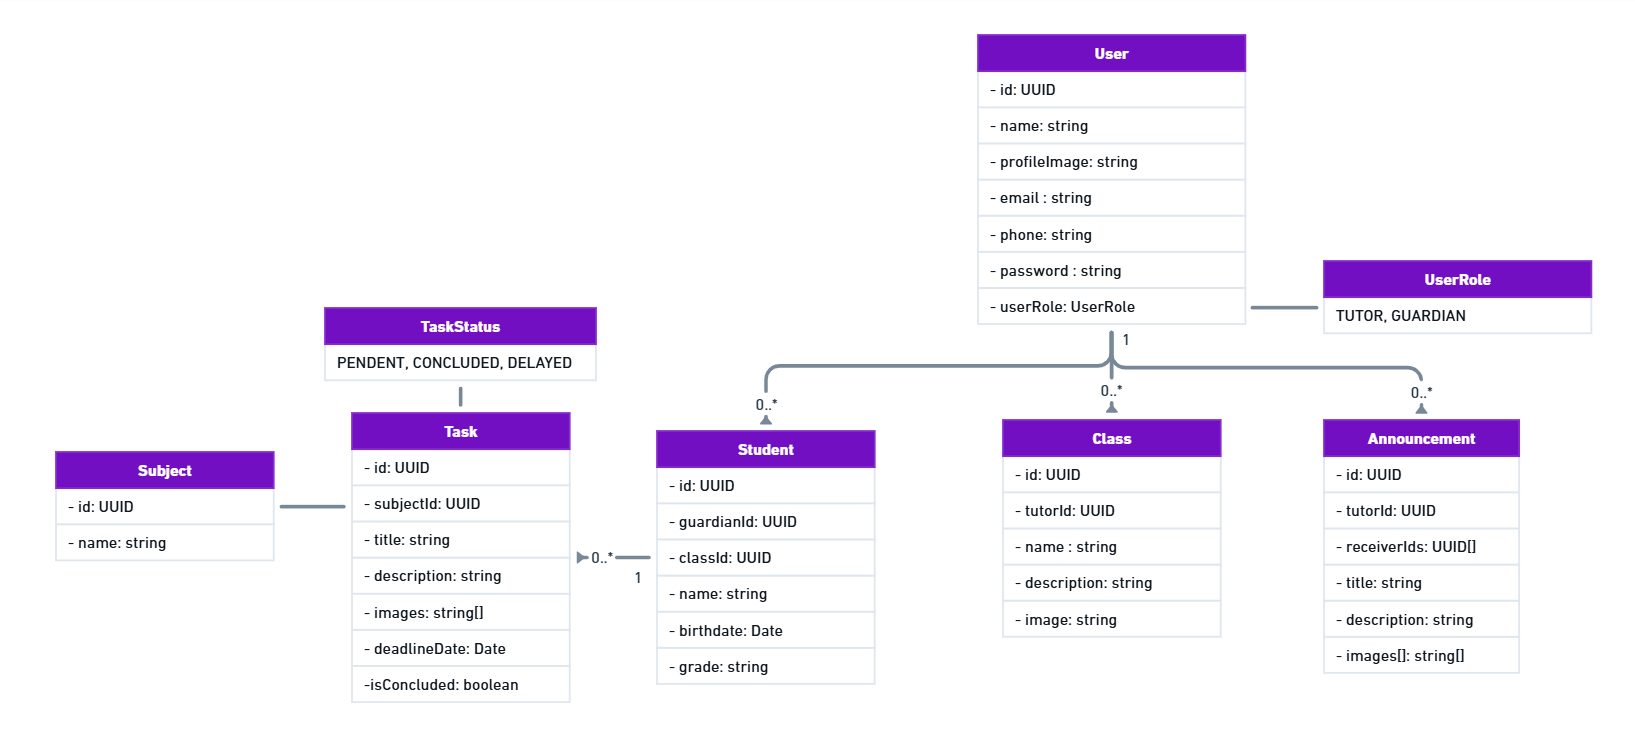 User
- id: UUID
- name: string
- profileImage: string
- email : string
- phone: string
- password : string
- userRole: UserRole
1
UserRole
TUTOR, GUARDIAN
TaskStatus
PENDENT, CONCLUDED, DELAYED
Subject
- id: UUID
- name: string
Task
- id: UUID
- subjectId: UUID
- title: string
- description: string
- images: string[]
- deadlineDate: Date
-isConcluded: boolean
0..*
1
0..*
Student
- id: UUID
- guardianId: UUID
- classId: UUID
- name: string
- birthdate: Date
- grade: string
0..*
Class
- id: UUID
- tutorId: UUID
- name : string
- description: string
- image: string
0..*
Announcement
- id: UUID
- tutorId: UUID
- receiverIds: UUID[]
- title: string
- description: string
- images[]: string[]